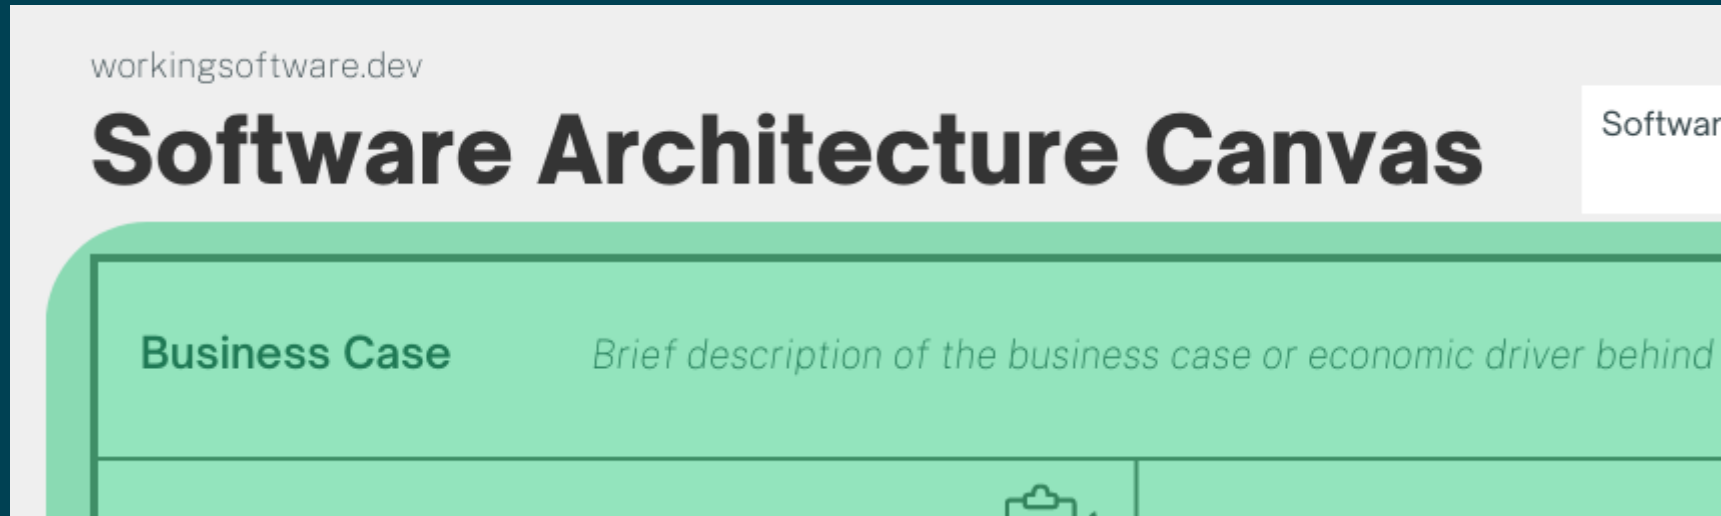 workingsoftware.dev
Software Architecture Canvas
Business Case
Brief description of the business case or economic driver behind